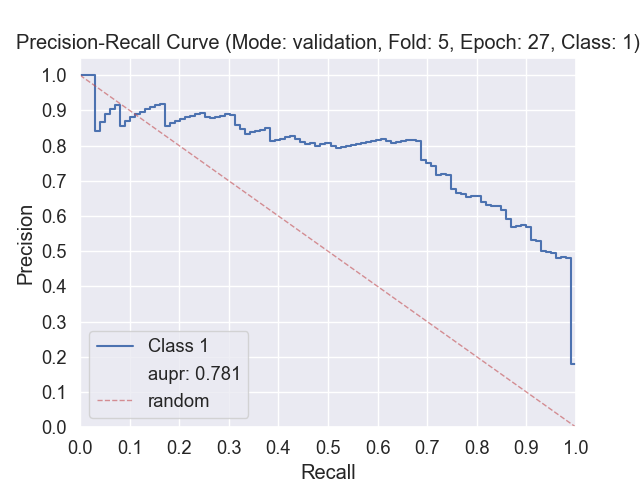 Precision-Recall Curve (Mode: validation, Fold: 5, Epoch: 27, Class: 1)
1.0
0.9
0.8
0.7
0.6
0.5
0.4
0.3
0.2
0.1
0.0
Precision
Class 1
aupr: 0.781
random
0.0 0.1 0.2 0.3 0.4 0.5 0.6 0.7 0.8 0.9 1.0
Recall